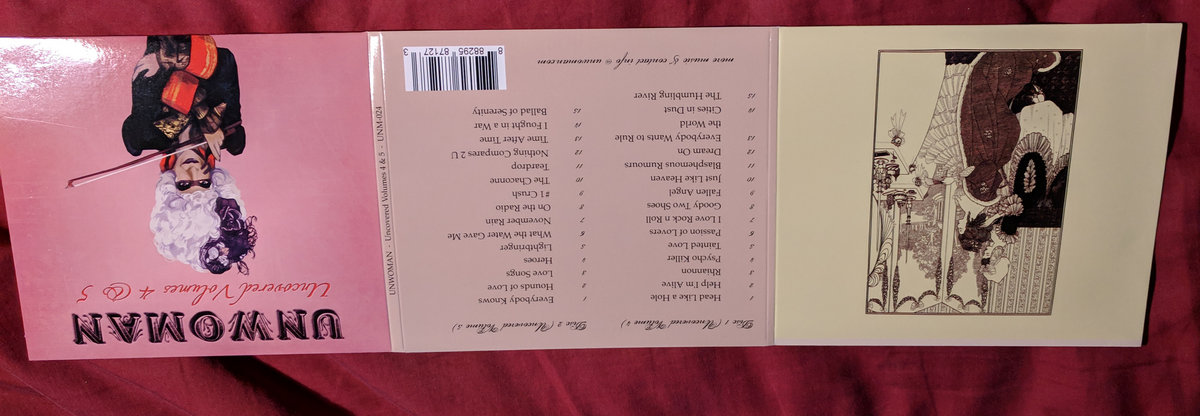 UNWOMAN
Uncovered Volumes 4 & 5
UNWOMAN - Uncovered Volumes 4 & 5 - UNM-024
Disc 1 (Uncovered Volume 4)
1 Head Like a Hole
2 Help I'm Alive
3 Rhiannon
4 Psycho Killer
5 Tainted Love
6 Passion of Lovers
7 I Love Rock n Roll
8 Goody Two Shoes
9 Fallen Angel
10 Just Like Heaven
11 Blasphemous Rumours
12 Dream On
13 Everybody Wants to Rule
the World
14 Cities in Dust
15 The Humbling River
Disc 2 (Uncovered Volume 5)
1 Everybody Knows
2 Hounds of Love
3 Love Songs
4 Heroes
5 Lightbringer
6 What the Water Gave Me
7 November Rain
8 On the Radio
9 #1 Crush
10 The Chaconne
11 Teardrop
12 Nothing Compares 2 U
13 Time After Time
14 I Fought in a War
15 Ballad of Serenity
more music & contact info @ unwoman.com
8 88295 87127 3